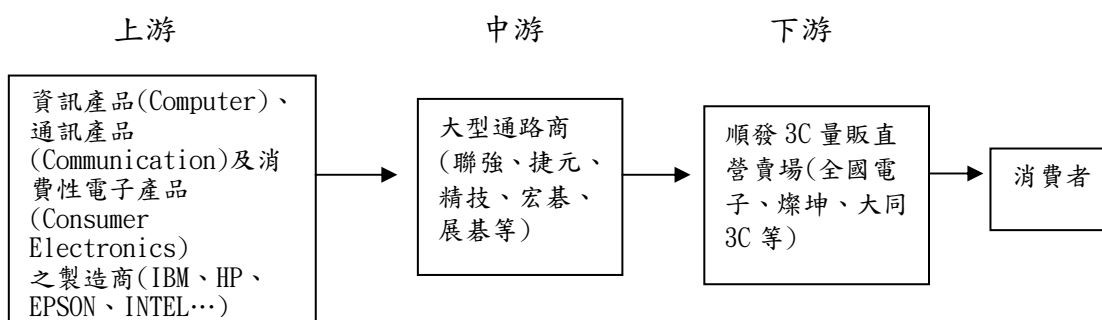 上游
中游
下游
資訊產品(Computer)、
通訊產品
(Communication)及消
費性電子產品
(Consumer
Electronics)
之製造商(IBM、HP、
EPSON、INTEL…)
大型通路商
(聯強、捷元、
精技、宏碁、
展碁等)
順發 3C 量販直
營賣場(全國電
子、燦坤、大同
3C 等)
消費者